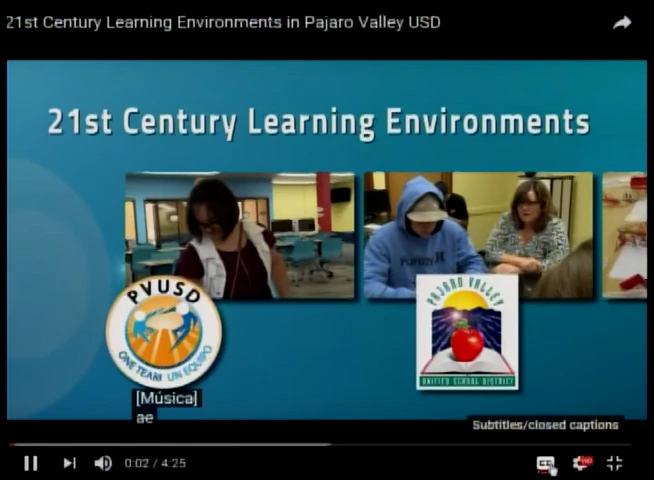 21st Century Learning Environments in Pajaro Valley USD
21st Century Learning Environments
PVUSD
ONE TEAM UN EQUIPO
PAJARO VALLEY
UNIFIED SCHOOL DISTRICT
[Música]
ae
Subtitles/closed captions
0:02 / 4:25